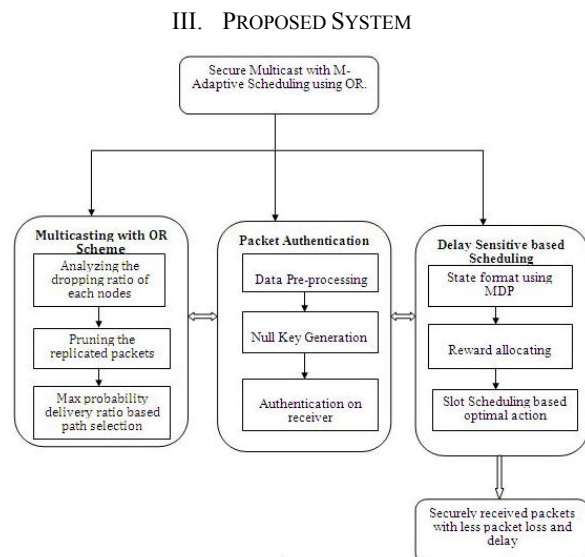 III. PROPOSED SYSTEM
Secure Multicast with M-
Adaptive Scheduling using OR.
Multicasting with OR
Scheme
Analyzing the
dropping ratio of
each nodes
Pruning the
replicated packets
Max probability
delivery ratio based
path selection
Packet Authentication
Data Pre-processing
Null Key Generation
Authentication on
receiver
Delay Sensitive based
Scheduling
State format using
MDP
Reward allocating
Slot Scheduling based
optimal action
Securely received packets
with less packet loss and
delay